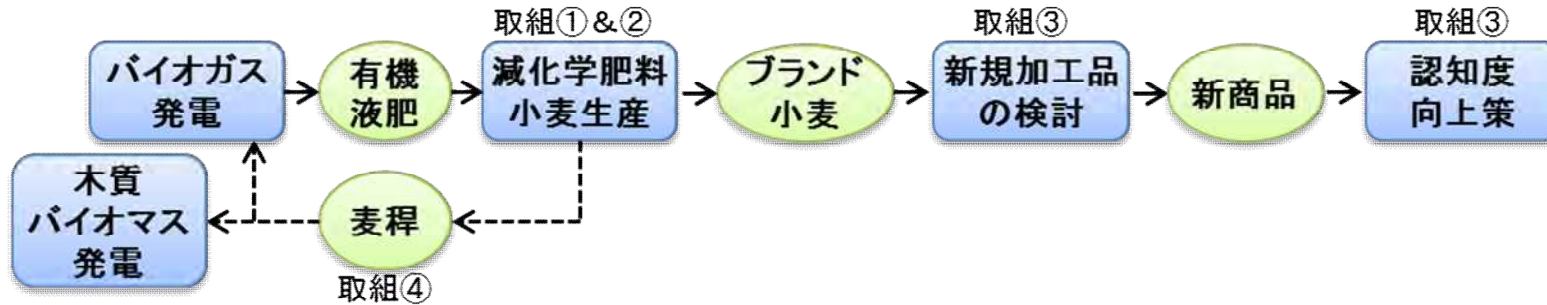 取組①&②
取組③
取組③
バイオガス
発電
有機
液肥
減化学肥料
小麦生産
ブランド
小麦
新規加工品
の検討
新商品
認知度
向上策
木質
バイオマス
発電
麦稈
取組④